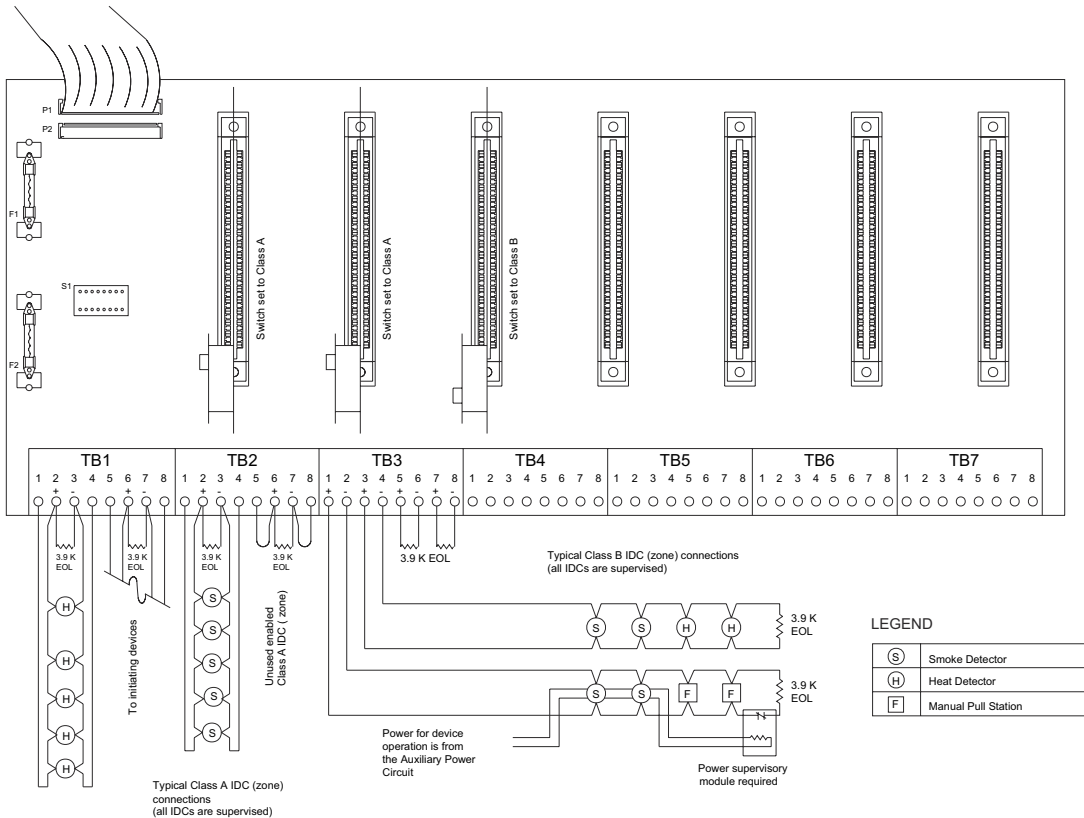 P1
P2
F1
S1
F2
Switch set to Class A
Switch set to Class A
Switch set to Class B
TB1 TB2 TB3 TB4 TB5 TB6 TB7
1 2 3 4 5 6 7 8 1 2 3 4 5 6 7 8 1 2 3 4 5 6 7 8 1 2 3 4 5 6 7 8 1 2 3 4 5 6 7 8 1 2 3 4 5 6 7 8 1 2 3 4 5 6 7 8
+ - + - + - + - + - + - + - + -
3.9 K
EOL
3.9 K
EOL
3.9 K
EOL
3.9 K
EOL
3.9 K EOL
H
H
H
H
H
To initiating devices
S
S
S
S
S
Unused enabled
Class A IDC ( zone)
Typical Class A IDC (zone)
connections
(all IDCs are supervised)
Typical Class B IDC (zone) connections
(all IDCs are supervised)
S S H H
3.9 K
EOL
S S F F
3.9 K
EOL
Power for device
operation is from
the Auxiliary Power
Circuit
Power supervisory
module required
LEGEND
S Smoke Detector
H Heat Detector
F Manual Pull Station